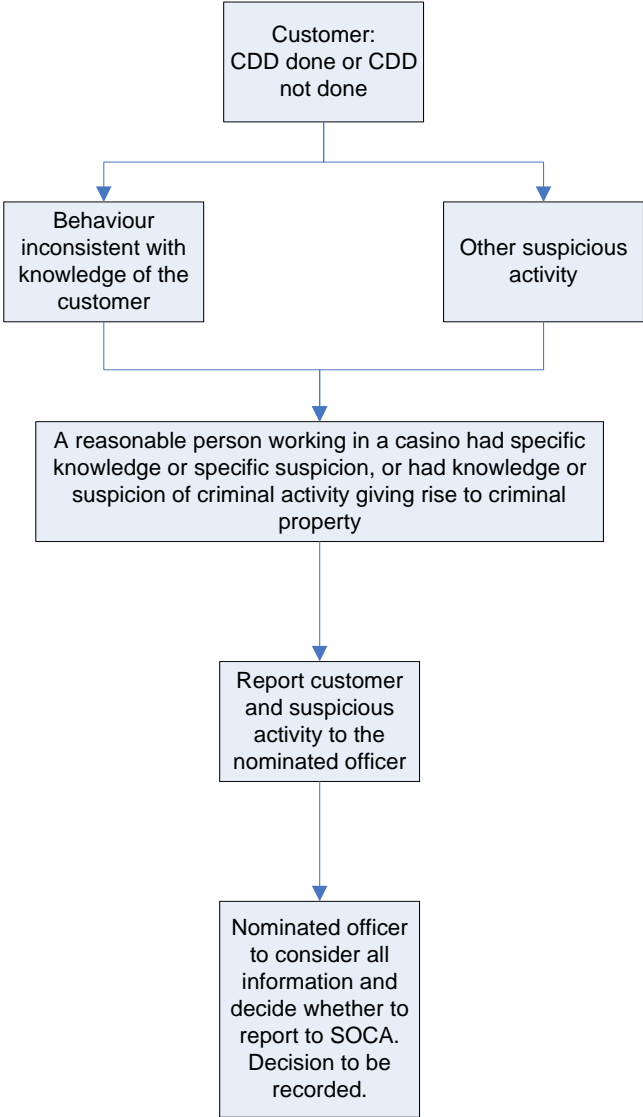 Customer:
CDD done or CDD
not done
Behaviour
inconsistent with
knowledge of the
customer
Other suspicious
activity
A reasonable person working in a casino had specific
knowledge or specific suspicion, or had knowledge or
suspicion of criminal activity giving rise to criminal
property
Report customer
and suspicious
activity to the
nominated officer
Nominated officer
to consider all
information and
decide whether to
report to SOCA.
Decision to be
recorded.